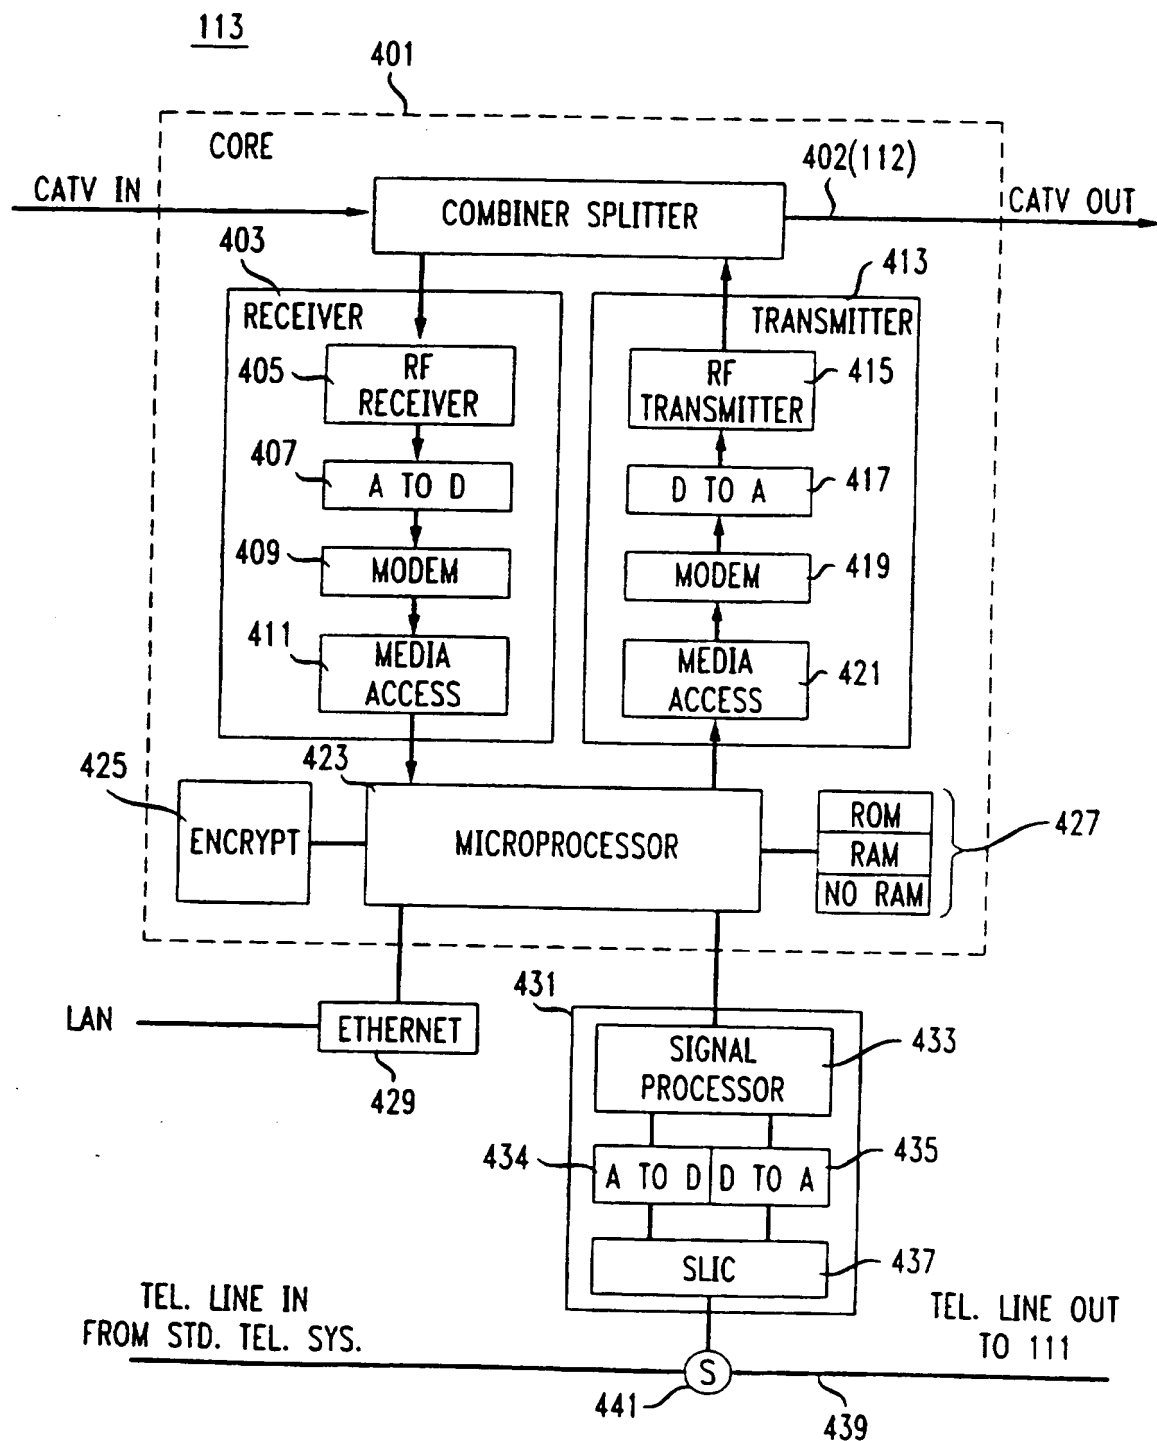 113
401
CORE
402(112)
CATV IN
COMBINER SPLITTER
CATV OUT
403
413
RECEIVER
TRANSMITTER
405
RF
RECEIVER
RF
TRANSMITTER
415
407
A TO D
D TO A
417
409
MODEM
MODEM
419
411
MEDIA
ACCESS
MEDIA
ACCESS
421
425
423
ENCRYPT
MICROPROCESSOR
ROM
RAM
NO RAM
427
431
LAN
ETHERNET
429
SIGNAL
PROCESSOR
433
434
A TO D
D TO A
435
SLIC
437
TEL. LINE IN
FROM STD. TEL. SYS.
TEL. LINE OUT
TO 111
S
441
439